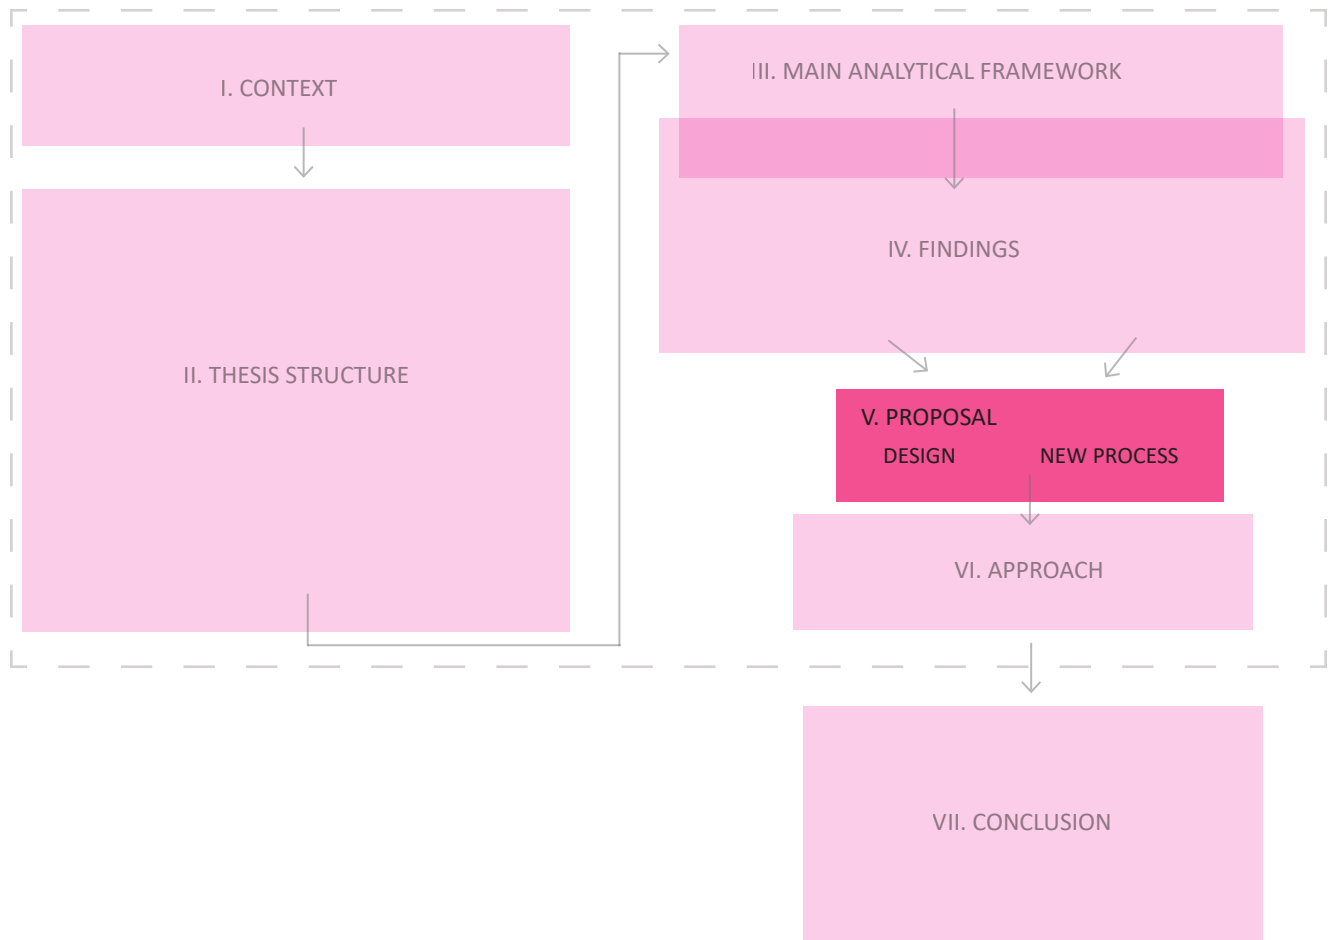 I. CONTEXT
II. THESIS STRUCTURE
III. MAIN ANALYTICAL FRAMEWORK
IV. FINDINGS
V. PROPOSAL
DESIGN NEW PROCESS
VI. APPROACH
VII. CONCLUSION